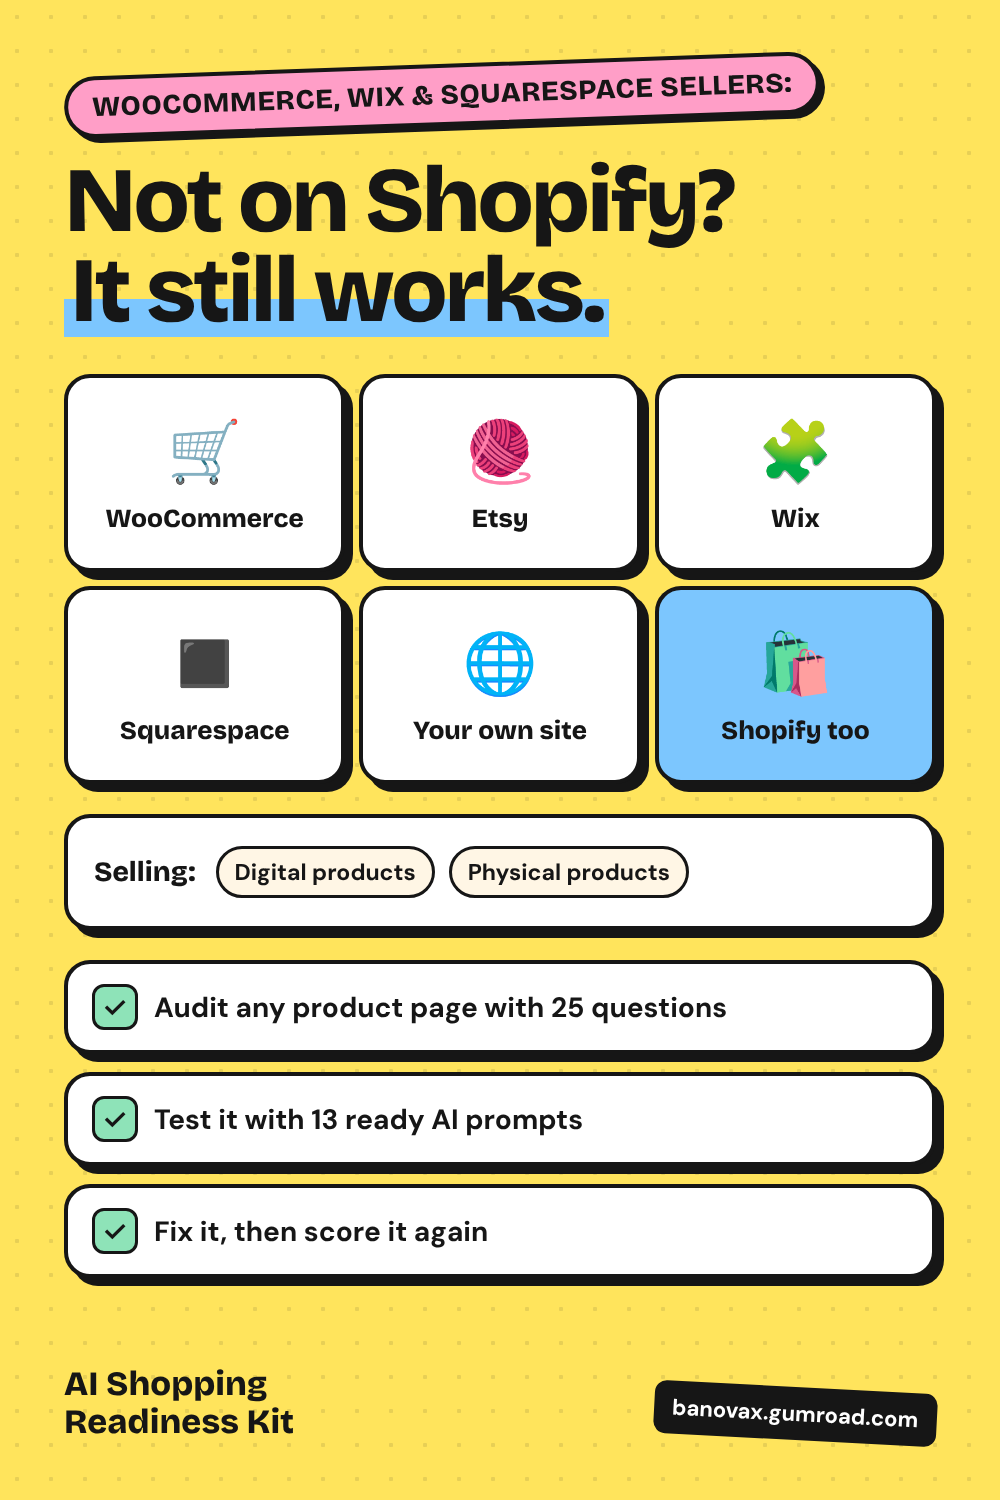 WOOCOMMERCE, WIX & SQUARESPACE SELLERS:
Not on Shopify?
It still works.
WooCommerce
Etsy
Wix
Squarespace
Your own site
Shopify too
Selling:
Digital products
Physical products
Audit any product page with 25 questions
Test it with 13 ready AI prompts
Fix it, then score it again
AI Shopping
Readiness Kit
banovax.gumroad.com